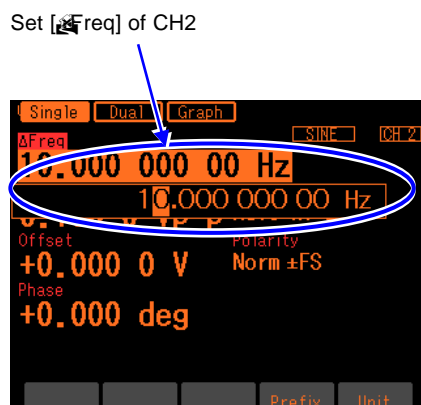 Set [ΔFreq] of CH2
Single Dual Graph
SINE CH 2
ΔFreq
10.000 000 00 Hz
10.000 000 00 Hz
Offset Polarity
+0.000 0 V Norm ±FS
Phase
+0.000 deg
Prefix Unit